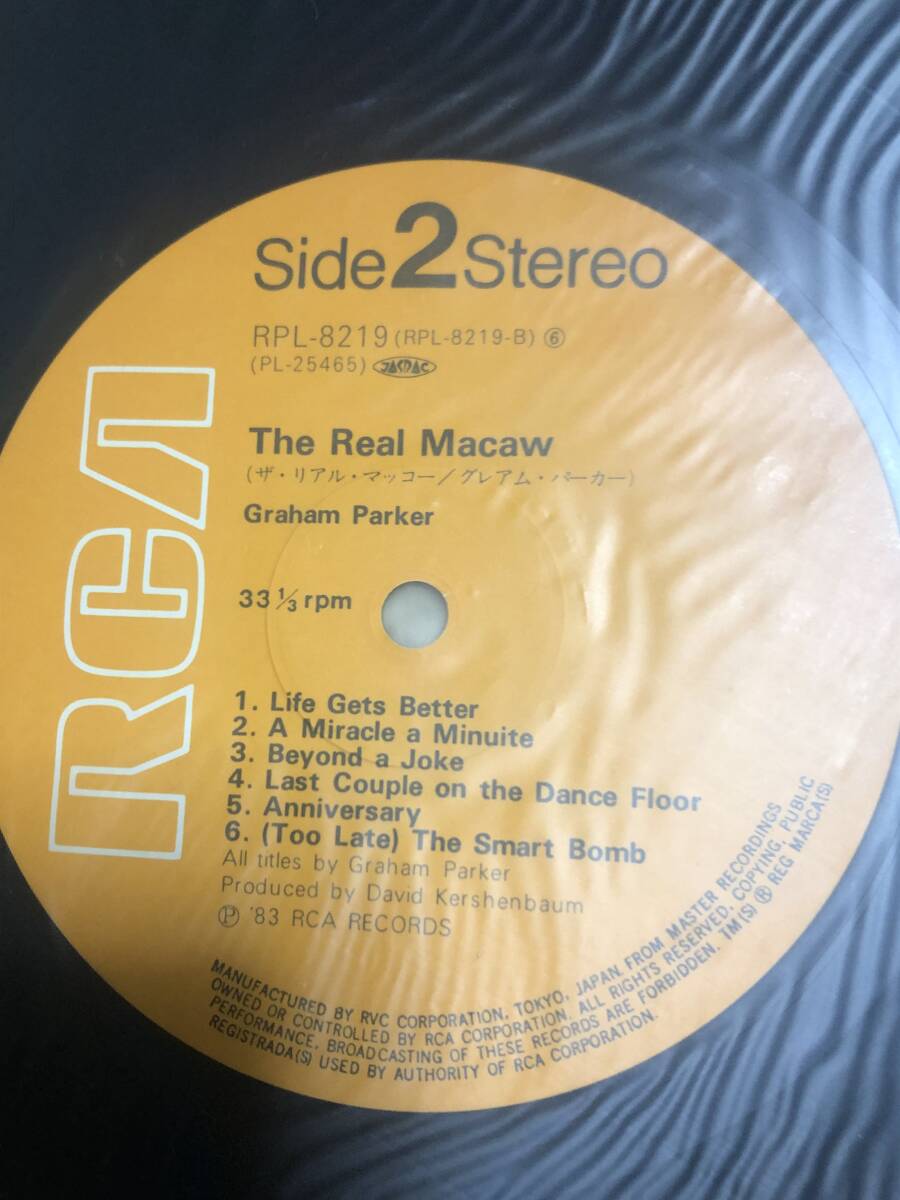 Side 2 Stereo
RPL-8219 (RPL-8219-B) ⑥
(PL-25465) JASRAC
RCA
The Real Macaw
(ザ・リアル・マッコー/グレアム・パーカー)
Graham Parker
33 1/3 rpm
1. Life Gets Better
2. A Miracle a Minuite
3. Beyond a Joke
4. Last Couple on the Dance Floor
5. Anniversary
6. (Too Late) The Smart Bomb
All titles by Graham Parker
Produced by David Kershenbaum
Ⓟ '83 RCA RECORDS
MANUFACTURED BY RVC CORPORATION, TOKYO, JAPAN. FROM MASTER RECORDINGS
OWNED OR CONTROLLED BY RCA CORPORATION. ALL RIGHTS RESERVED. COPYING, PUBLIC
PERFORMANCE, BROADCASTING OF THESE RECORDS ARE FORBIDDEN. TM(S) ® REG MARCA(S)
REGISTRADA(S) USED BY AUTHORITY OF RCA CORPORATION.